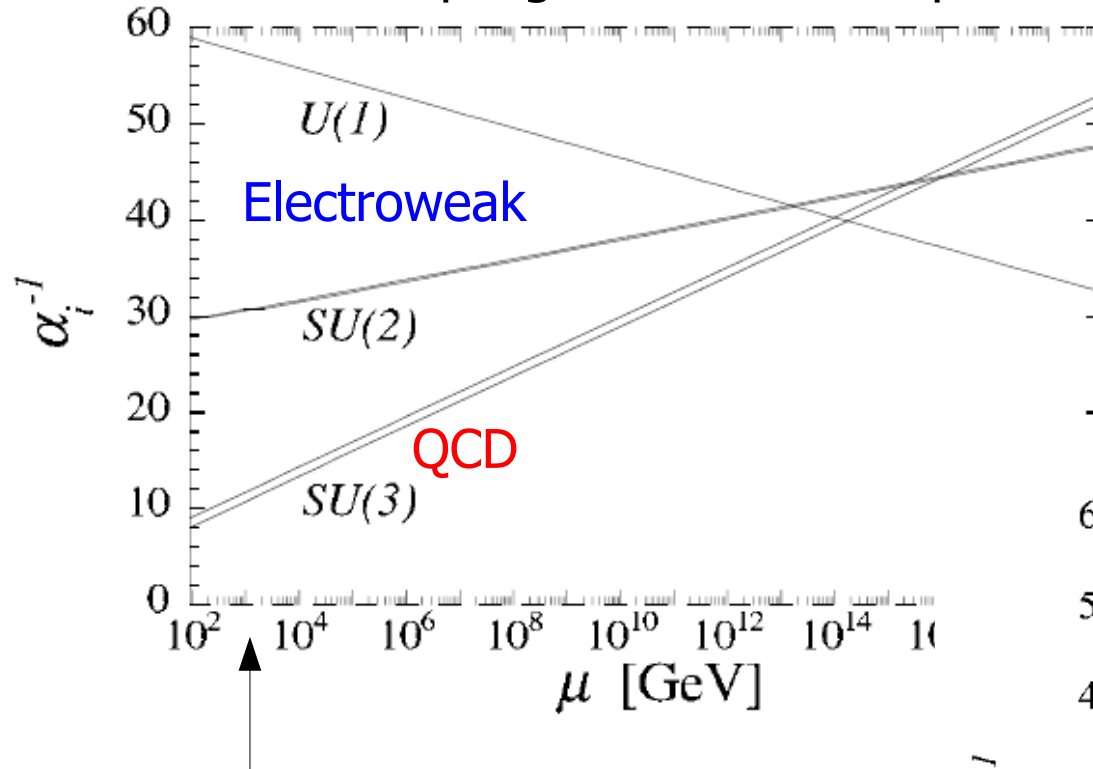 60
50
40
30
20
10
0
U(1)
Electroweak
SU(2)
QCD
SU(3)
α_i^{-1}
10^2 10^4 10^6 10^8 10^10 10^12 10^14
μ [GeV]